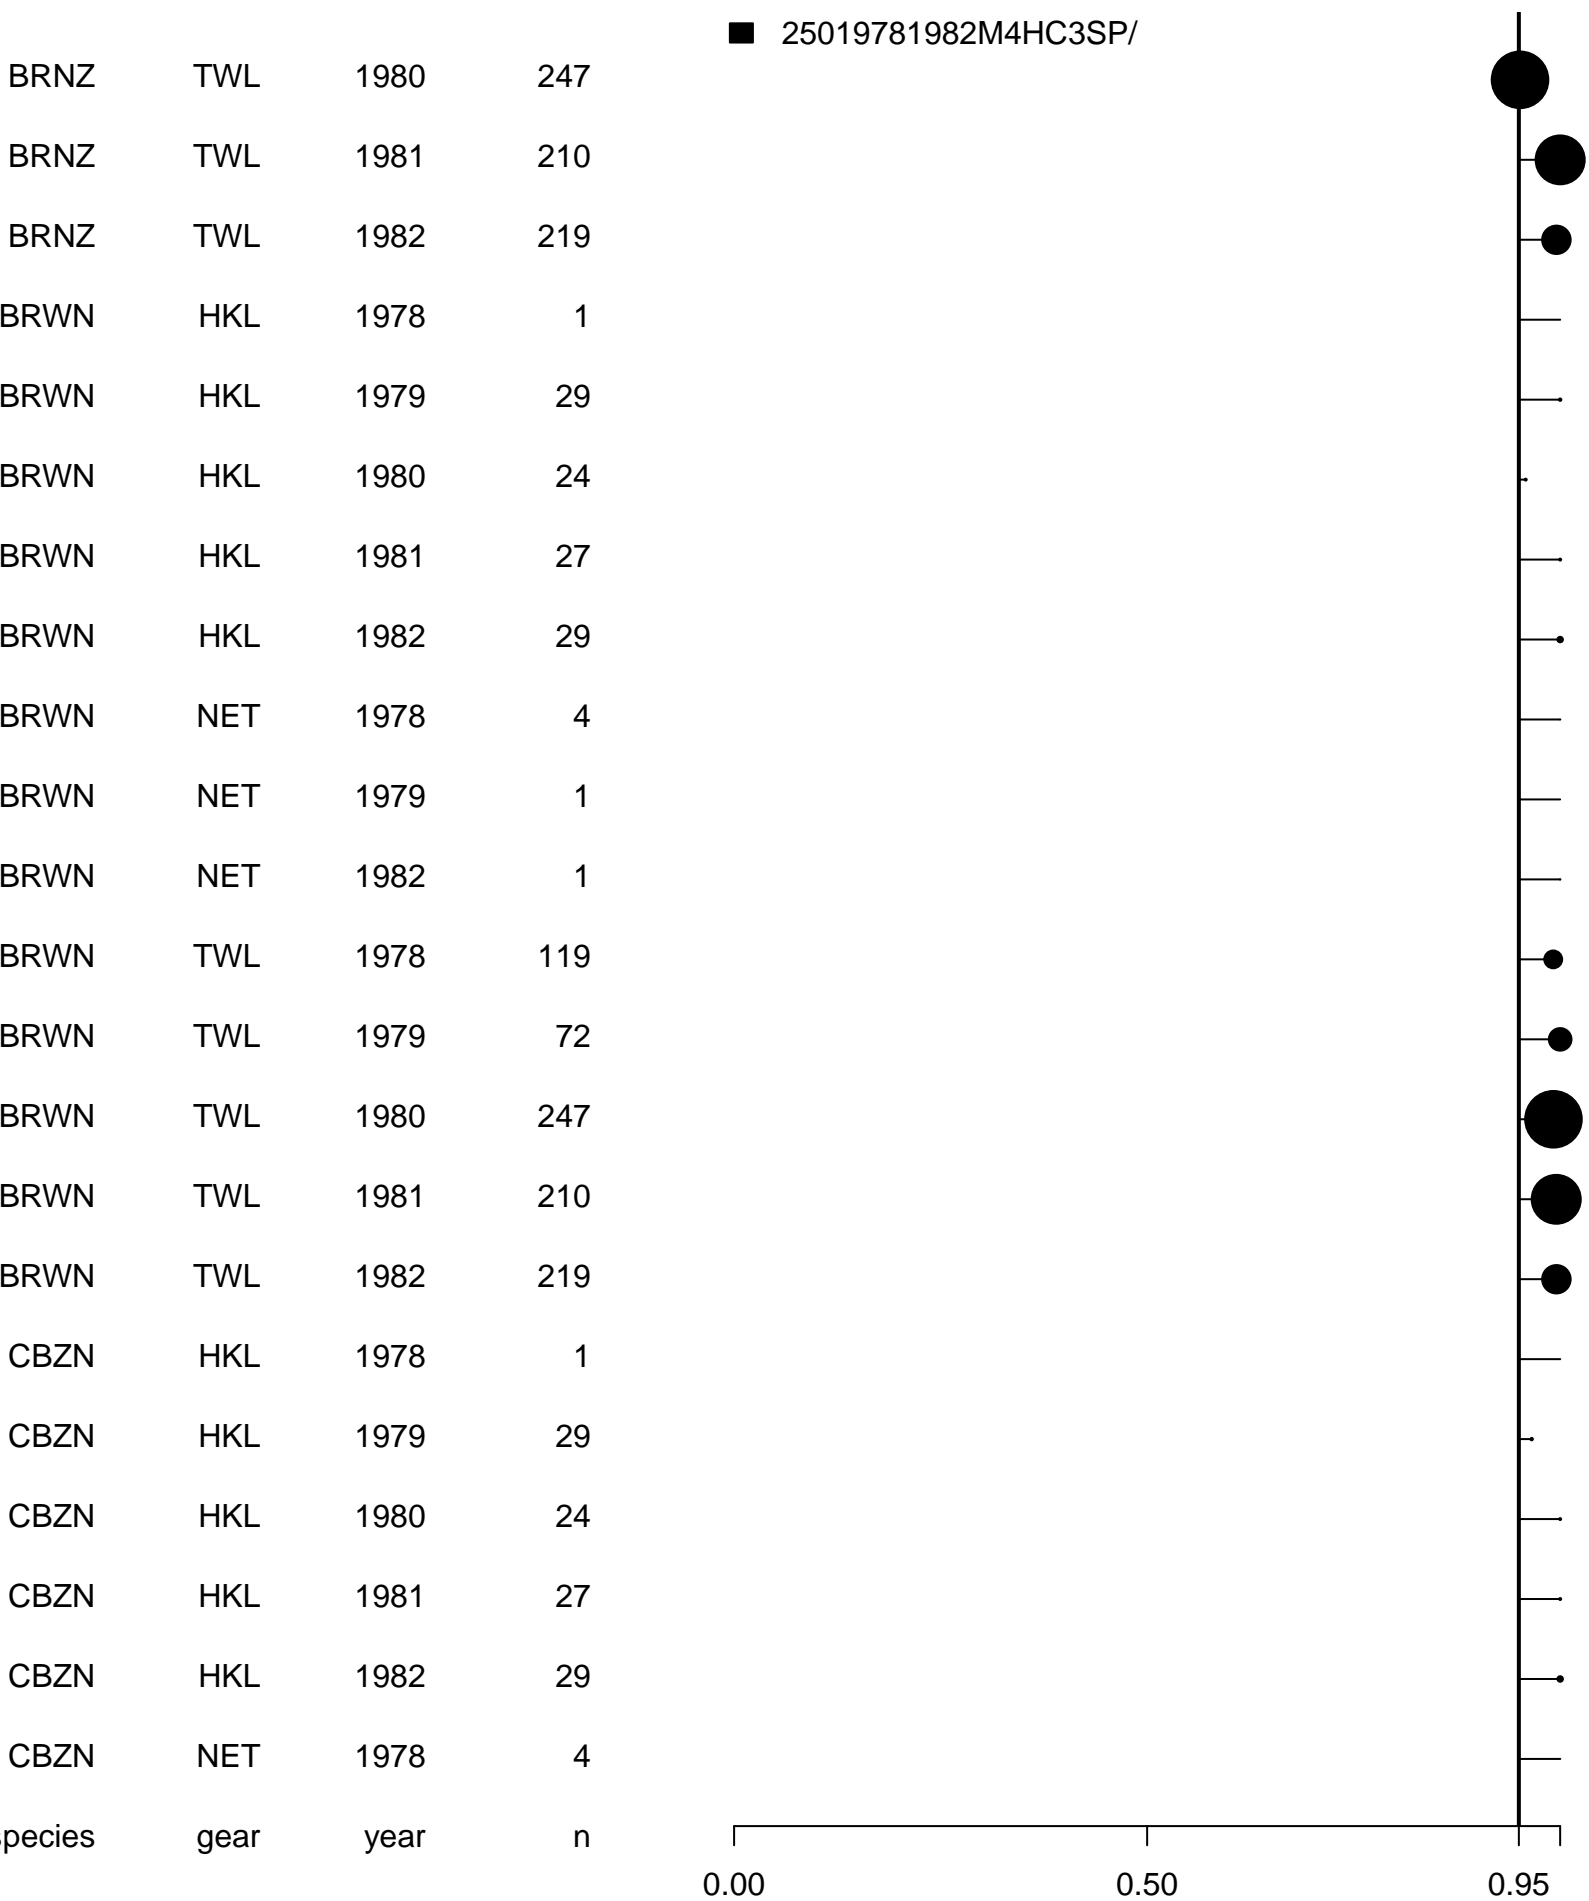 25019781982M4HC3SP/
BRNZ TWL 1980 247
BRNZ TWL 1981 210
BRNZ TWL 1982 219
BRWN HKL 1978 1
BRWN HKL 1979 29
BRWN HKL 1980 24
BRWN HKL 1981 27
BRWN HKL 1982 29
BRWN NET 1978 4
BRWN NET 1979 1
BRWN NET 1982 1
BRWN TWL 1978 119
BRWN TWL 1979 72
BRWN TWL 1980 247
BRWN TWL 1981 210
BRWN TWL 1982 219
CBZN HKL 1978 1
CBZN HKL 1979 29
CBZN HKL 1980 24
CBZN HKL 1981 27
CBZN HKL 1982 29
CBZN NET 1978 4
species gear year n
0.00 0.50 0.95